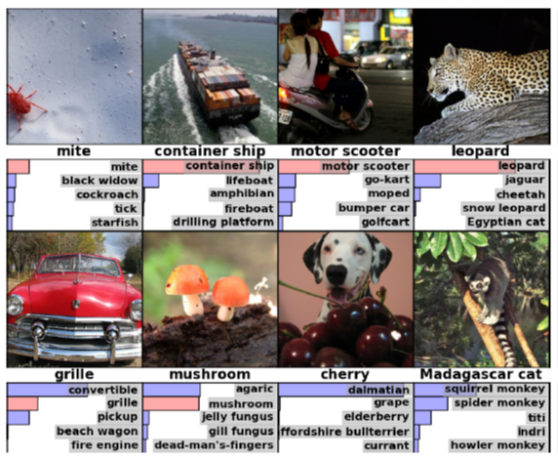 mite
container ship
motor scooter
leopard
mite
black widow
cockroach
tick
starfish
container ship
lifeboat
amphibian
fireboat
drilling platform
motor scooter
go-kart
moped
bumper car
golfcart
leopard
jaguar
cheetah
snow leopard
Egyptian cat
grille
mushroom
cherry
Madagascar cat
convertible
grille
pickup
beach wagon
fire engine
agaric
mushroom
jelly fungus
gill fungus
dead-man's-fingers
dalmatian
grape
elderberry
ffordshire bullterrier
currant
squirrel monkey
spider monkey
titi
indri
howler monkey